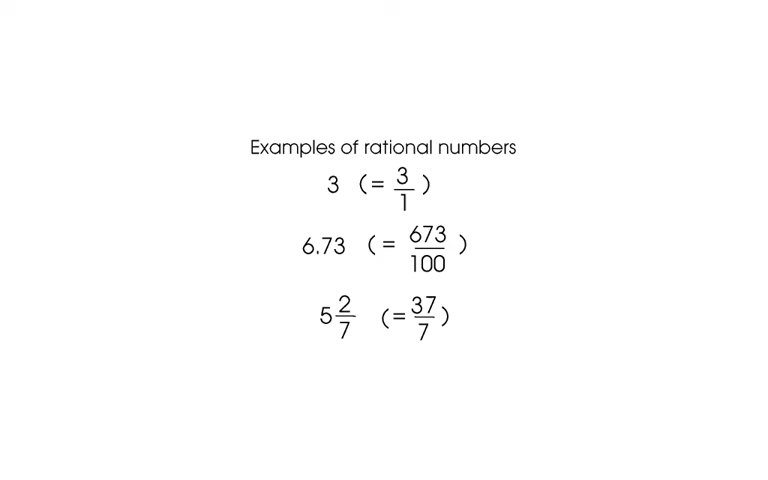 Examples of rational numbers
3 (= 3/1)
6.73 (= 673/100)
5 2/7 (= 37/7)